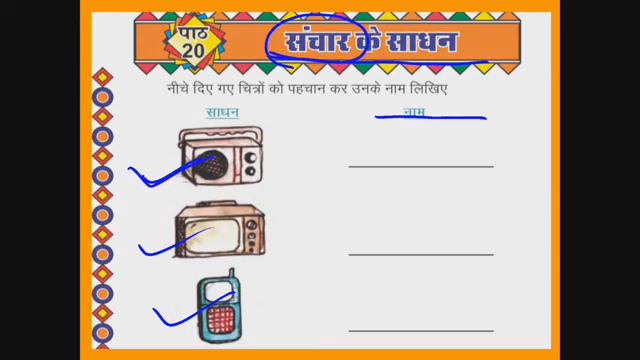 पाठ
20
संचार के साधन
नीचे दिए गए चित्रों को पहचान कर उनके नाम लिखिए
साधन
नाम